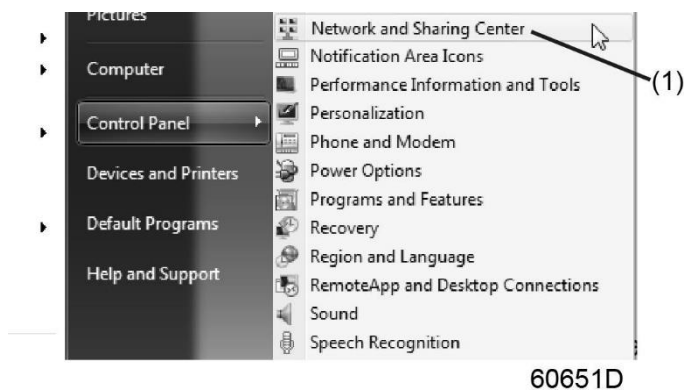 Pictures
Computer
Control Panel
Devices and Printers
Default Programs
Help and Support
Network and Sharing Center
(1)
Notification Area Icons
Performance Information and Tools
Personalization
Phone and Modem
Power Options
Programs and Features
Recovery
Region and Language
RemoteApp and Desktop Connections
Sound
Speech Recognition
60651D